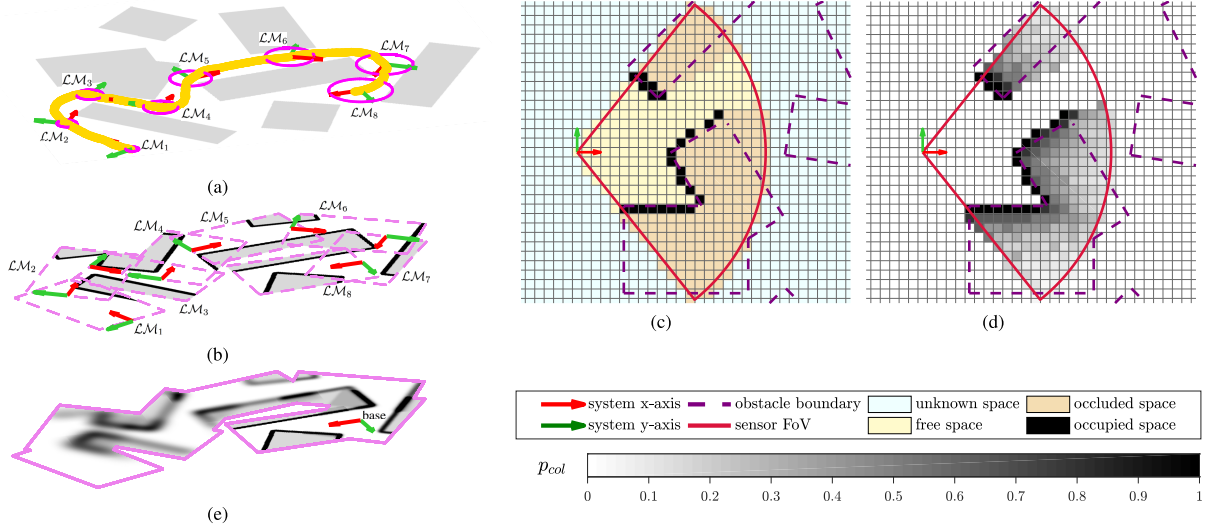 LM₆
LM₇
LM₅
LM₃
LM₄
LM₈
LM₂
LM₁
(a)
LM₆
LM₅
LM₄
LM₂
LM₇
LM₈
LM₃
LM₁
(b)
base
(e)
(c)
(d)
system x-axis
obstacle boundary
unknown space
occluded space
system y-axis
sensor FoV
free space
occupied space
p_col
0 0.1 0.2 0.3 0.4 0.5 0.6 0.7 0.8 0.9 1